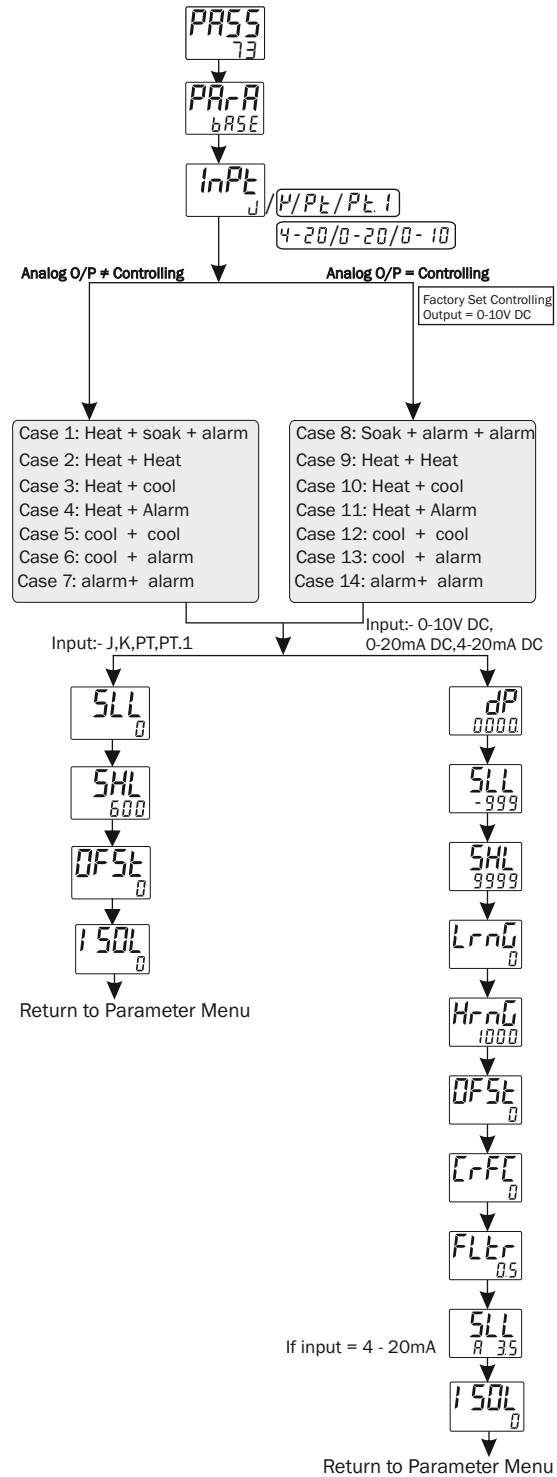 PASS
73
PArA
bASE
InPt
J / K/Pt/Pt.1
4-20/0-20/0-10
Analog O/P ≠ Controlling
Analog O/P = Controlling
Factory Set Controlling
Output = 0-10V DC
Case 1: Heat + soak + alarm
Case 2: Heat + Heat
Case 3: Heat + cool
Case 4: Heat + Alarm
Case 5: cool + cool
Case 6: cool + alarm
Case 7: alarm+ alarm
Case 8: Soak + alarm + alarm
Case 9: Heat + Heat
Case 10: Heat + cool
Case 11: Heat + Alarm
Case 12: cool + cool
Case 13: cool + alarm
Case 14: alarm+ alarm
Input:- J,K,PT,PT.1
Input:- 0-10V DC,
0-20mA DC,4-20mA DC
SLL
0
SHL
600
OFSt
0
ISOL
0
Return to Parameter Menu
dP
0000.
SLL
-999
SHL
9999
LrnG
0
HrnG
1000
OFSt
0
CrFC
0
FLtr
0.5
If input = 4 - 20mA
SLL
A 3.5
ISOL
0
Return to Parameter Menu